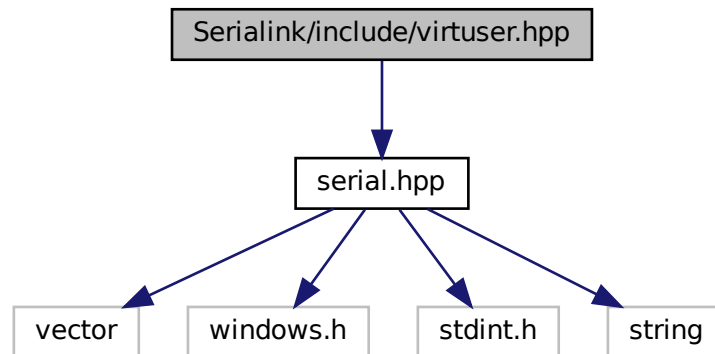 Serialink/include/virtuser.hpp
serial.hpp
vector
windows.h
stdint.h
string